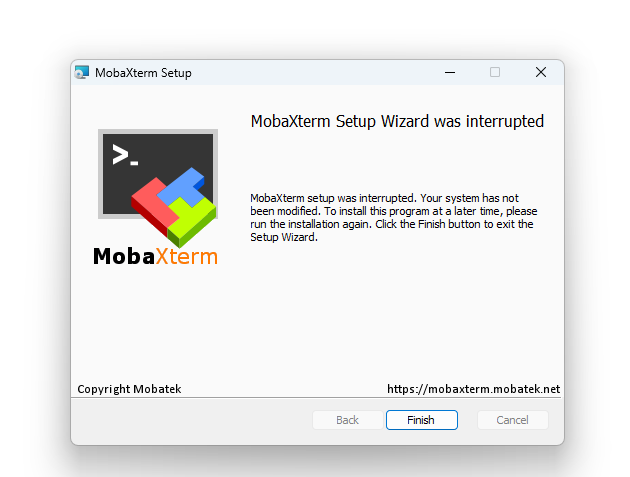 MobaXterm Setup
MobaXterm Setup Wizard was interrupted
>_
MobaXterm setup was interrupted. Your system has not
been modified. To install this program at a later time, please
run the installation again. Click the Finish button to exit the
Setup Wizard.
MobaXterm
Copyright Mobatek
https://mobaxterm.mobatek.net
Back
Finish
Cancel